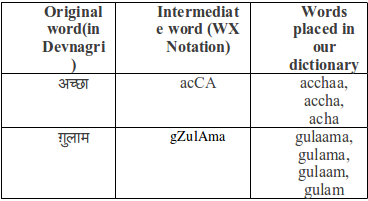 Original Intermediat Words
word(in e word (WX placed in
Devnagri Notation) our
) dictionary
अच्छा acCA acchaa,
accha,
acha
ग़ुलाम gZulAma gulaama,
gulama,
gulaam,
gulam